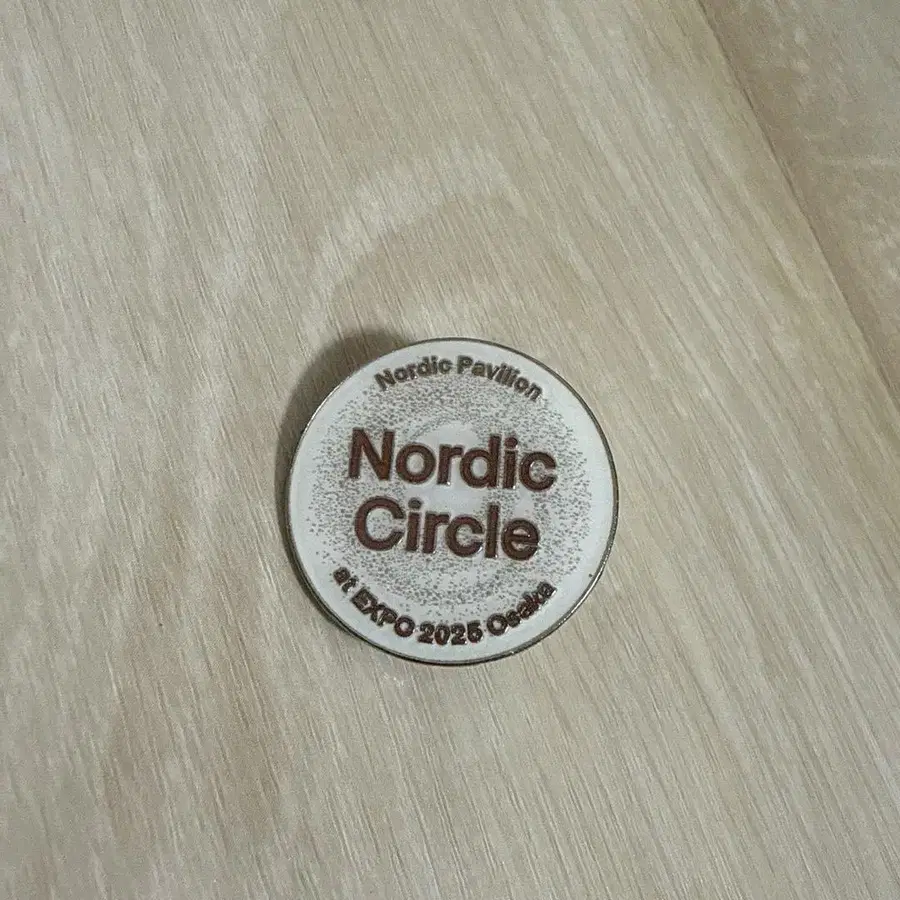 Nordic Pavilion
Nordic
Circle
at EXPO 2025 Osaka